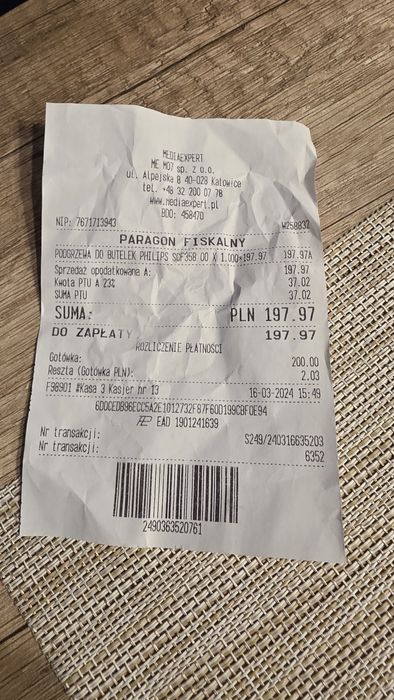 MEDIAEXPERT
ME M07 sp. z o.o.
ul. Alpejska 8 40-028 Katowice
tel. +48 32 200 07 78
www.mediaexpert.pl
BDO: 458470
NIP: 7671713943 W258832
PARAGON FISKALNY
PODGRZEWA DO BUTELEK PHILIPS SCF358 00 X 1.000*197.97 197.97A
Sprzedaż opodatkowana A: 197.97
Kwota PTU A 23% 37.02
SUMA PTU 37.02
SUMA: PLN 197.97
DO ZAPŁATY 197.97
ROZLICZENIE PŁATNOŚCI
Gotówka: 200.00
Reszta (Gotówka PLN): 2.03
F98901 #Kasa 3 Kasjer nr 13 16-03-2024 15:49
6DDCEDB96ECC5A2E1012732F87F60D199CBF0E94
EAD 1901241639
Nr transakcji: S249/240316635203
Nr transakcji: 6352
2490363520761